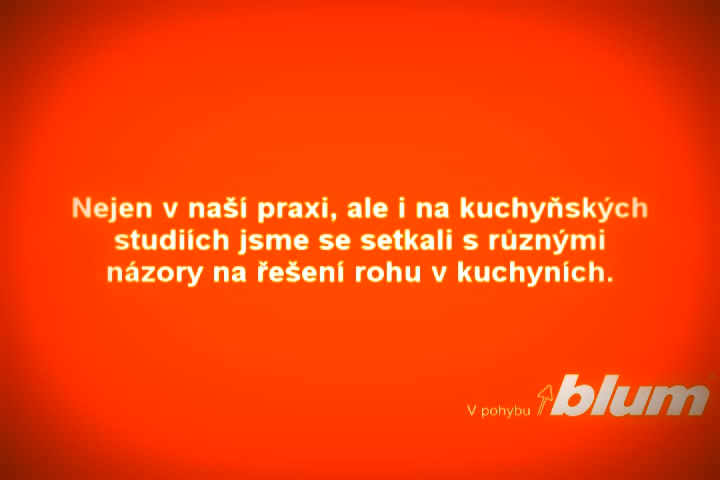 Nejen v naší praxi, ale i na kuchyňských
studiích jsme se setkali s různými
názory na řešení rohu v kuchyních.
V pohybu blum